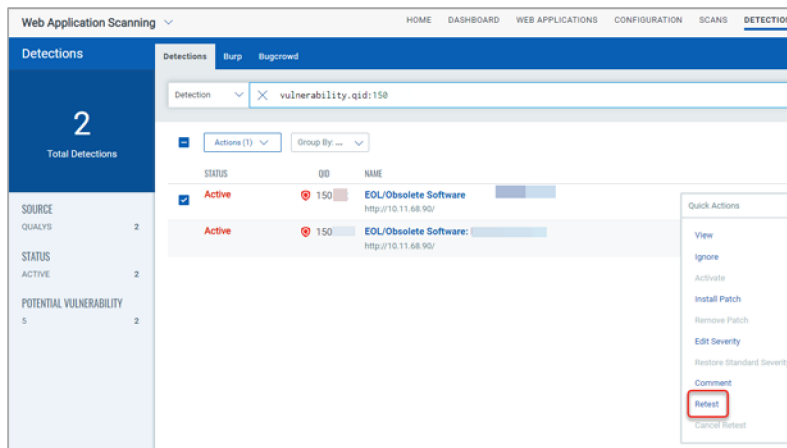 Web Application Scanning
HOME DASHBOARD WEB APPLICATIONS CONFIGURATION SCANS DETECTION
Detections
Detections Burp Bugcrowd
Detection vulnerability.qid:150
2
Total Detections
Actions (1) Group By: ...
STATUS QID NAME
Active 150 EOL/Obsolete Software
http://10.11.68.90/
Active 150 EOL/Obsolete Software:
http://10.11.68.90/
SOURCE
QUALYS 2
STATUS
ACTIVE 2
POTENTIAL VULNERABILITY
5 2
Quick Actions
View
Ignore
Activate
Install Patch
Remove Patch
Edit Severity
Restore Standard Severity
Comment
Retest
Cancel Retest